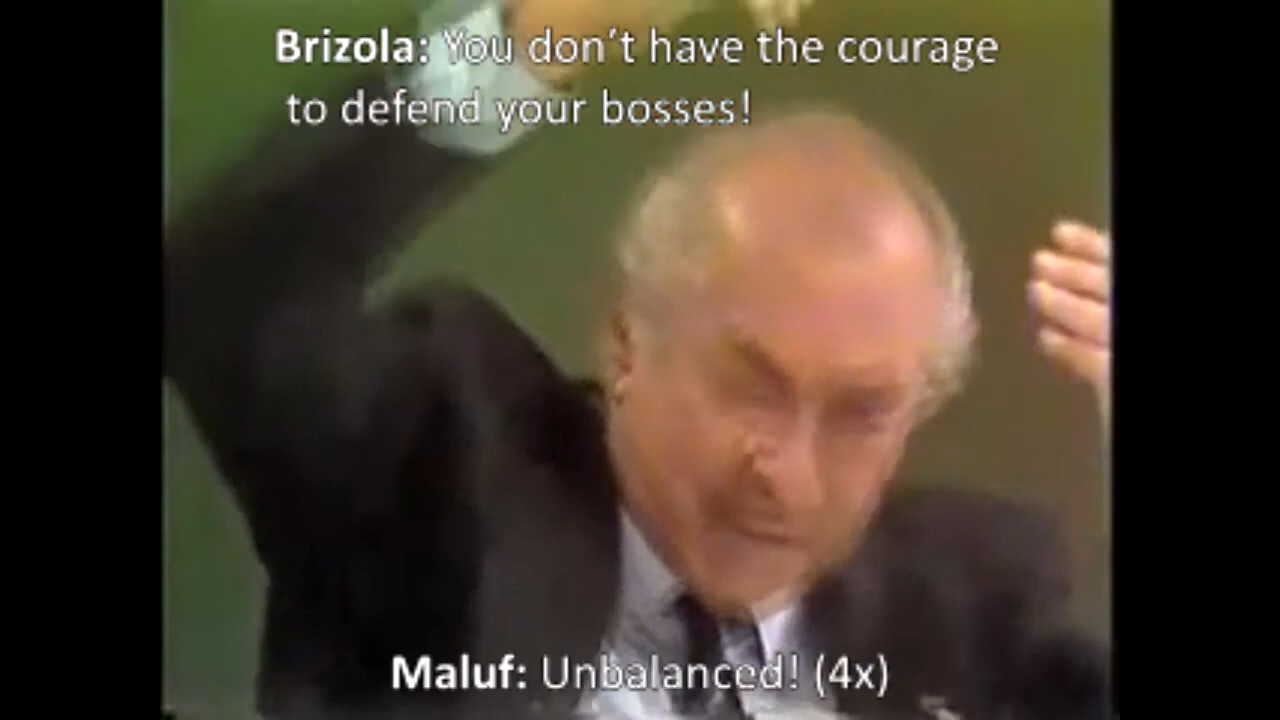 Brizola: You don't have the courage
to defend your bosses!
Maluf: Unbalanced! (4x)